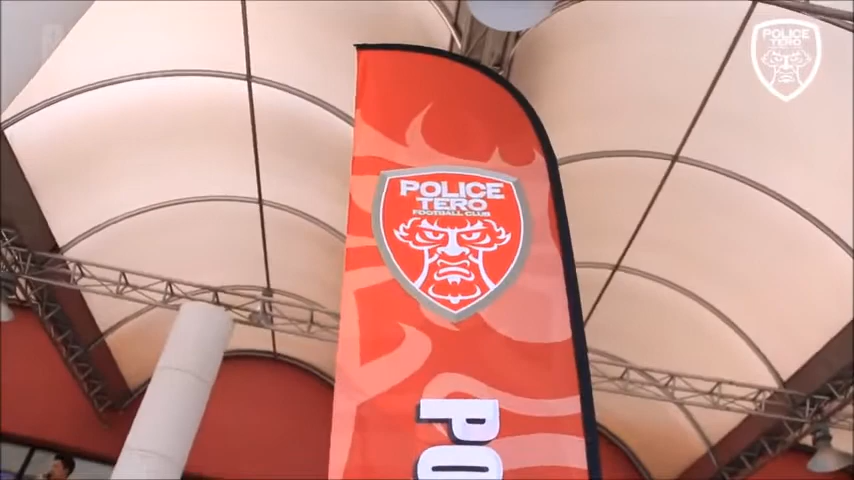 POLICE
TERO
POLICE
TERO
FOOTBALL CLUB
PO